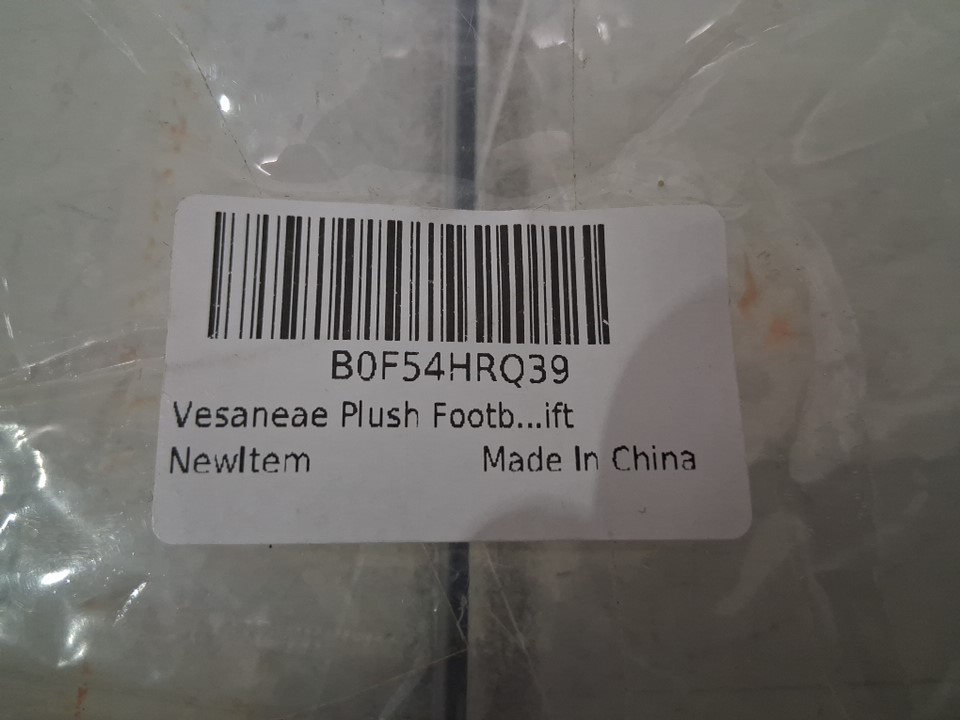 B0F54HRQ39
Vesaneae Plush Footb...ift
NewItem Made In China